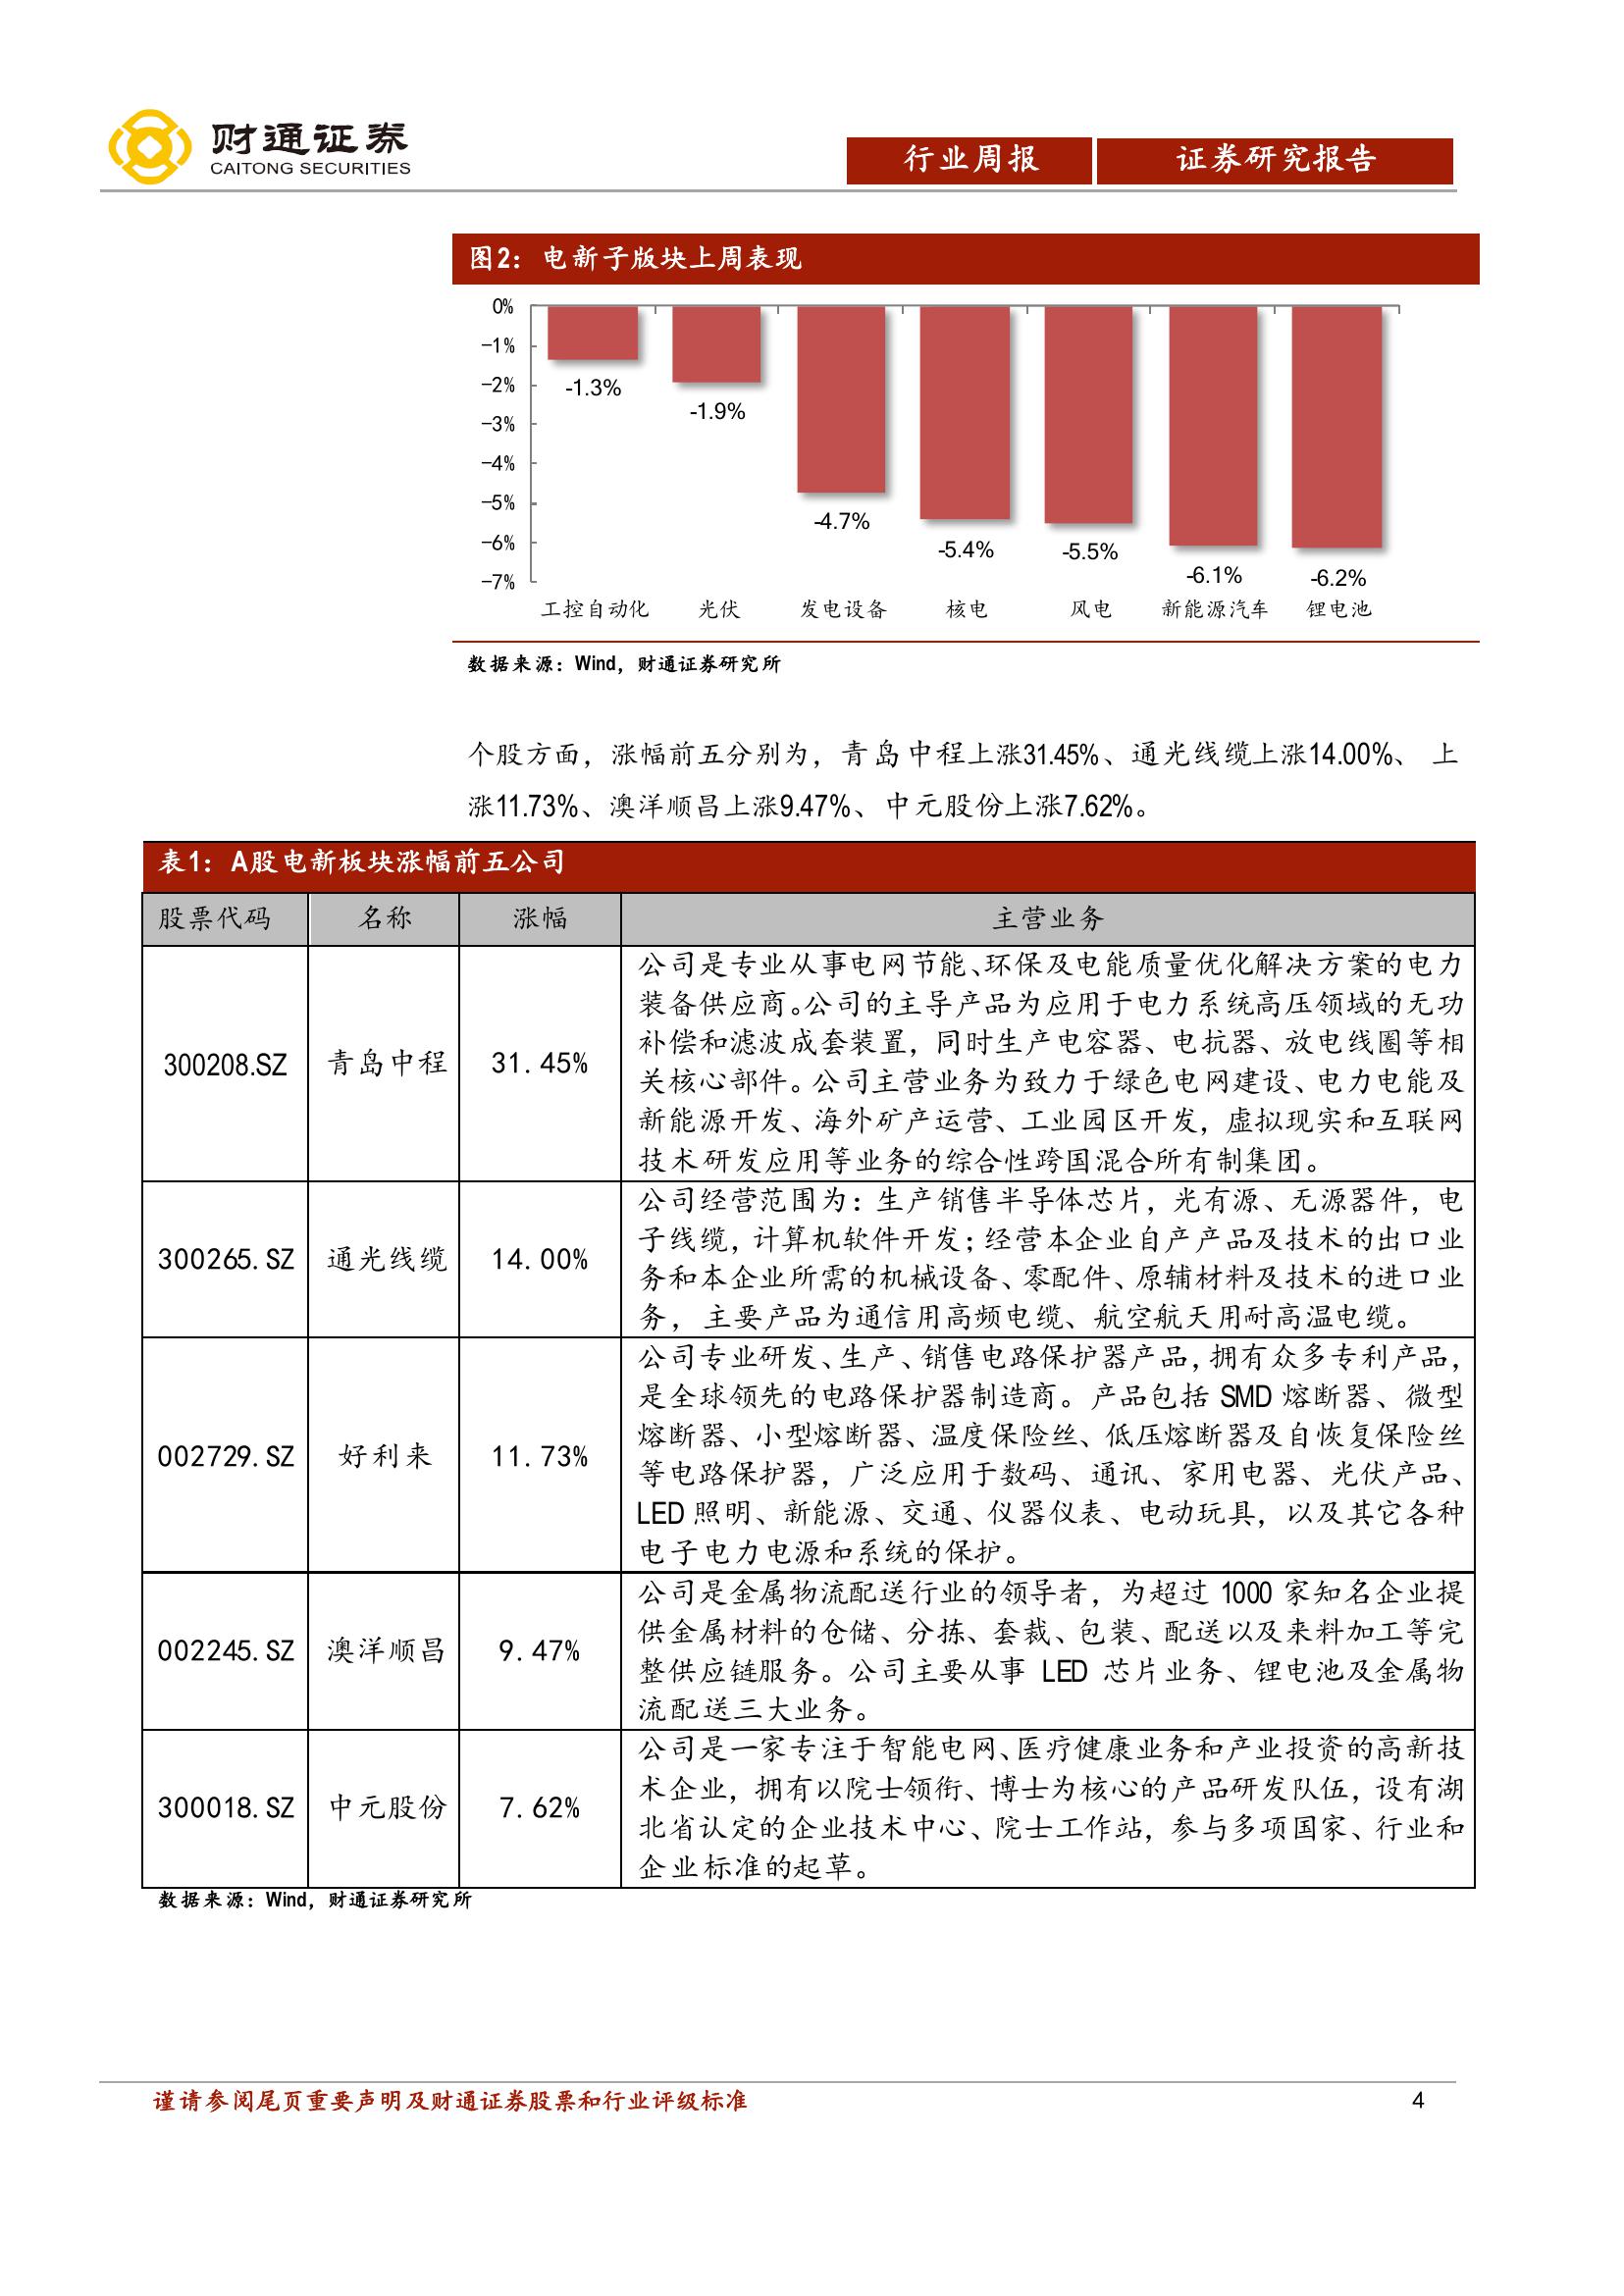 财通证券
CAITONG SECURITIES
行业周报 证券研究报告
图2：电新子版块上周表现
0%
-1%
-2%
-3%
-4%
-5%
-6%
-7%
-1.3%
-1.9%
-4.7%
-5.4%
-5.5%
-6.1%
-6.2%
工控自动化 光伏 发电设备 核电 风电 新能源汽车 锂电池
数据来源：Wind，财通证券研究所
个股方面，涨幅前五分别为，青岛中程上涨31.45%、通光线缆上涨14.00%、 上
涨11.73%、澳洋顺昌上涨9.47%、中元股份上涨7.62%。
表1：A股电新板块涨幅前五公司
股票代码 名称 涨幅 主营业务
300208.SZ 青岛中程 31.45%
公司是专业从事电网节能、环保及电能质量优化解决方案的电力
装备供应商。公司的主导产品为应用于电力系统高压领域的无功
补偿和滤波成套装置，同时生产电容器、电抗器、放电线圈等相
关核心部件。公司主营业务为致力于绿色电网建设、电力电能及
新能源开发、海外矿产运营、工业园区开发，虚拟现实和互联网
技术研发应用等业务的综合性跨国混合所有制集团。
300265.SZ 通光线缆 14.00%
公司经营范围为：生产销售半导体芯片，光有源、无源器件，电
子线缆，计算机软件开发；经营本企业自产产品及技术的出口业
务和本企业所需的机械设备、零配件、原辅材料及技术的进口业
务，主要产品为通信用高频电缆、航空航天用耐高温电缆。
002729.SZ 好利来 11.73%
公司专业研发、生产、销售电路保护器产品，拥有众多专利产品，
是全球领先的电路保护器制造商。产品包括 SMD 熔断器、微型
熔断器、小型熔断器、温度保险丝、低压熔断器及自恢复保险丝
等电路保护器，广泛应用于数码、通讯、家用电器、光伏产品、
LED 照明、新能源、交通、仪器仪表、电动玩具，以及其它各种
电子电力电源和系统的保护。
002245.SZ 澳洋顺昌 9.47%
公司是金属物流配送行业的领导者，为超过 1000 家知名企业提
供金属材料的仓储、分拣、套裁、包装、配送以及来料加工等完
整供应链服务。公司主要从事 LED 芯片业务、锂电池及金属物
流配送三大业务。
300018.SZ 中元股份 7.62%
公司是一家专注于智能电网、医疗健康业务和产业投资的高新技
术企业，拥有以院士领衔、博士为核心的产品研发队伍，设有湖
北省认定的企业技术中心、院士工作站，参与多项国家、行业和
企业标准的起草。
数据来源：Wind，财通证券研究所
谨请参阅尾页重要声明及财通证券股票和行业评级标准 4